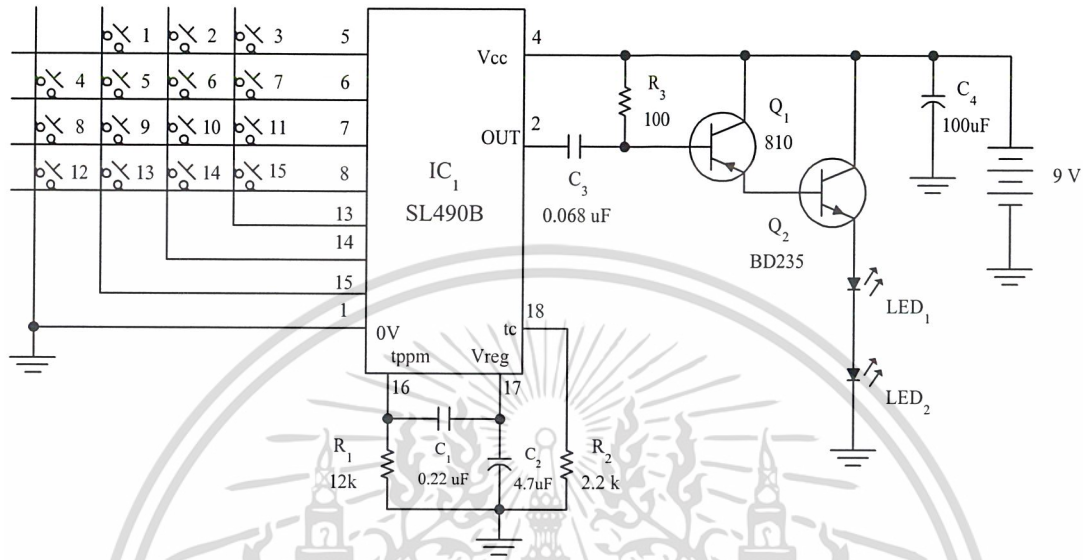 1 2 3 5
4 5 6 7 6
8 9 10 11 7
12 13 14 15 8
13
14
15
1
IC1
SL490B
Vcc
4
OUT
2
0V
tppm
Vreg
tc
18
16
17
R1
12k
C1
0.22 uF
C2
4.7uF
R2
2.2 k
C3
0.068 uF
R3
100
Q1
810
Q2
BD235
C4
100uF
9 V
LED1
LED2